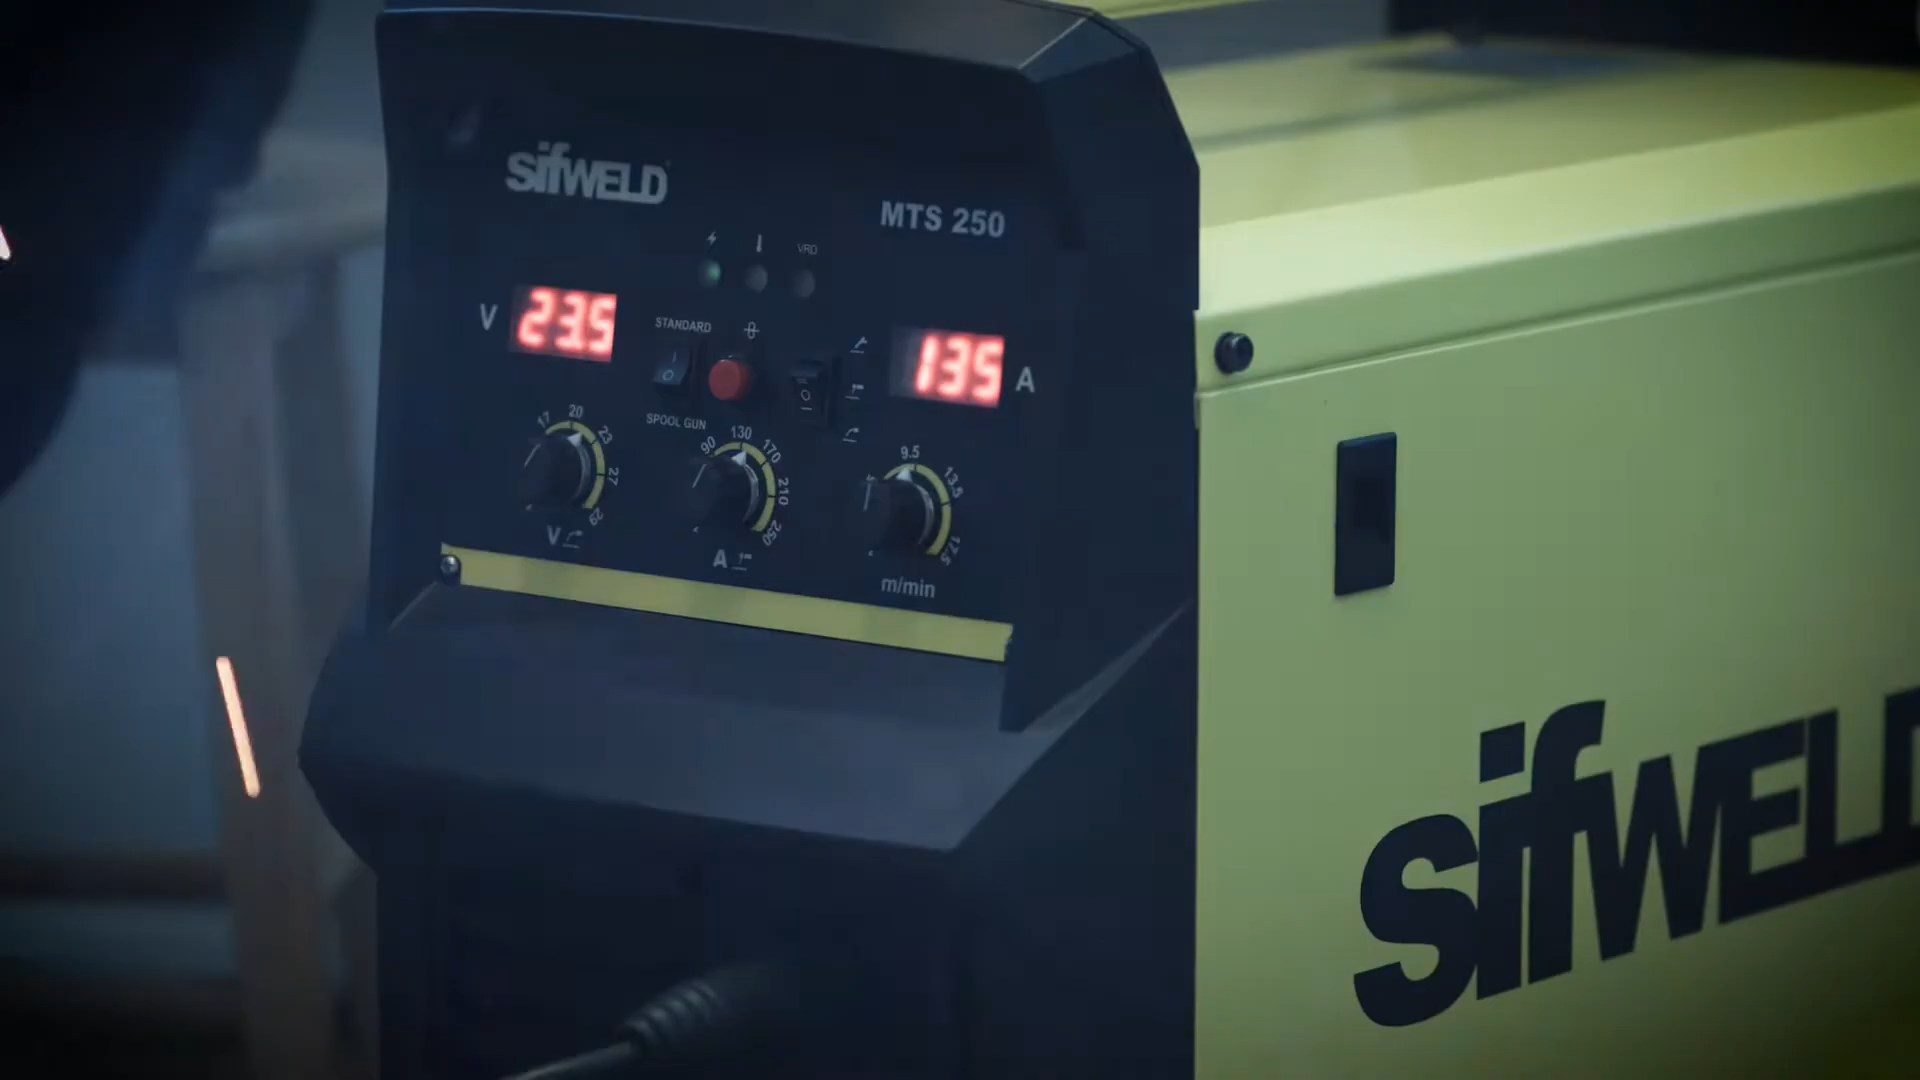 sifWELD
MTS 250
VRD
V 23.5
STANDARD
135 A
SPOOL GUN
17 20 23 27 29
90 130 170 210 250
9.5 13.5 17.5
V
A
m/min
sifWELD